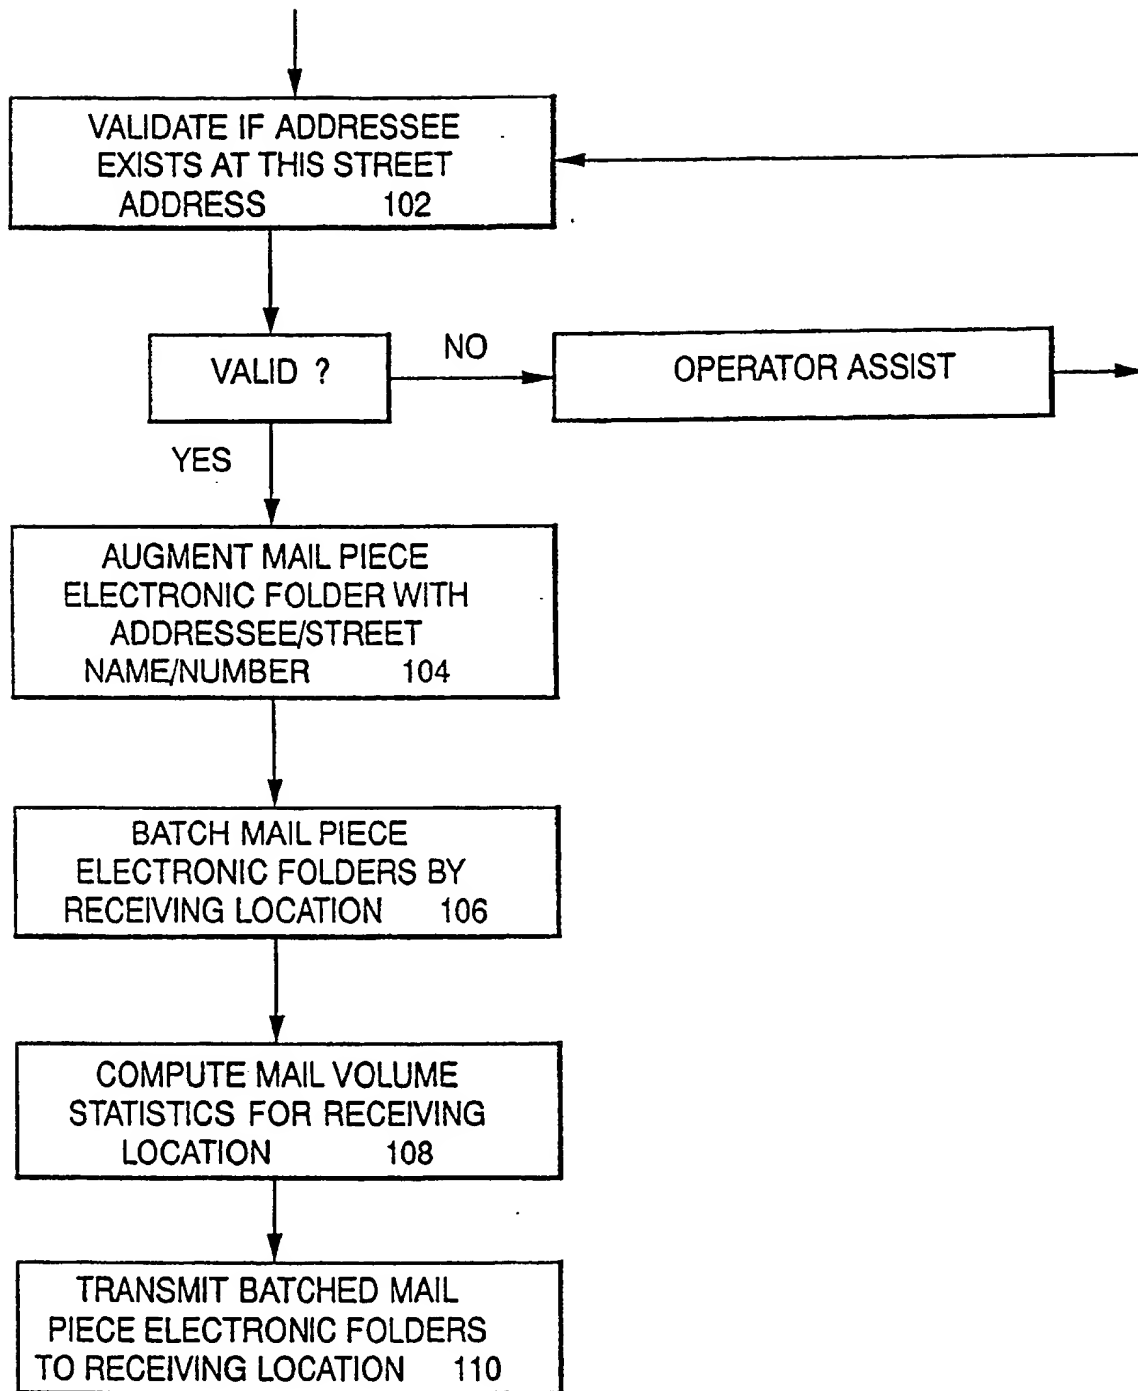 VALIDATE IF ADDRESSEE
EXISTS AT THIS STREET
ADDRESS 102
VALID ?
NO
OPERATOR ASSIST
YES
AUGMENT MAIL PIECE
ELECTRONIC FOLDER WITH
ADDRESSEE/STREET
NAME/NUMBER 104
BATCH MAIL PIECE
ELECTRONIC FOLDERS BY
RECEIVING LOCATION 106
COMPUTE MAIL VOLUME
STATISTICS FOR RECEIVING
LOCATION 108
TRANSMIT BATCHED MAIL
PIECE ELECTRONIC FOLDERS
TO RECEIVING LOCATION 110